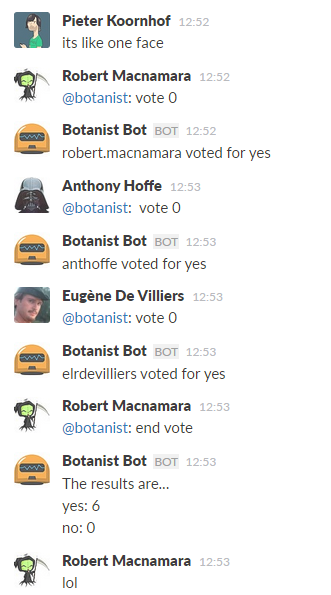 Pieter Koornhof 12:52
its like one face
Robert Macnamara 12:52
@botanist: vote 0
Botanist Bot BOT 12:52
robert.macnamara voted for yes
Anthony Hoffe 12:53
@botanist: vote 0
Botanist Bot BOT 12:53
anthoffe voted for yes
Eugène De Villiers 12:53
@botanist: vote 0
Botanist Bot BOT 12:53
elrdevilliers voted for yes
Robert Macnamara 12:53
@botanist: end vote
Botanist Bot BOT 12:53
The results are...
yes: 6
no: 0
Robert Macnamara 12:53
lol